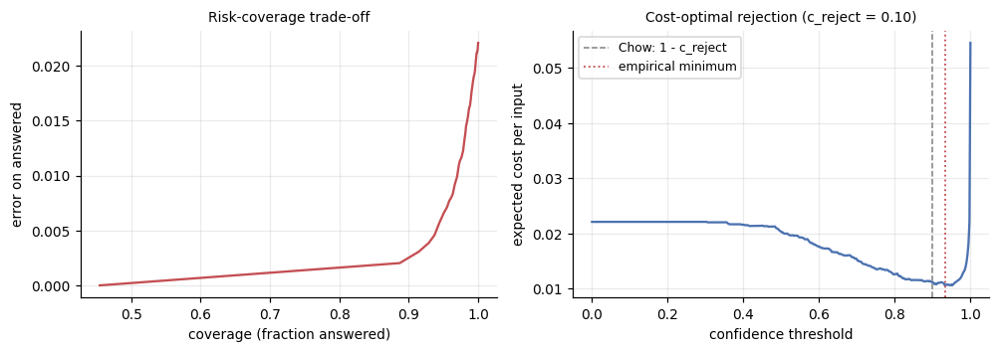 Risk-coverage trade-off
error on answered
0.020
0.015
0.010
0.005
0.000
0.5 0.6 0.7 0.8 0.9 1.0
coverage (fraction answered)
Cost-optimal rejection (c_reject = 0.10)
Chow: 1 - c_reject
empirical minimum
expected cost per input
0.05
0.04
0.03
0.02
0.01
0.0 0.2 0.4 0.6 0.8 1.0
confidence threshold